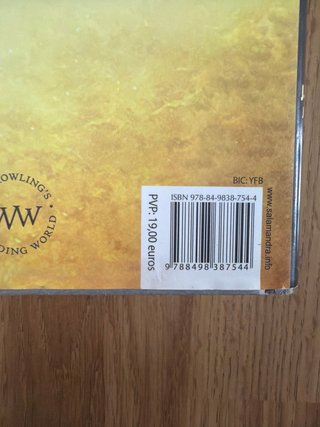 ROWLING'S
WW
DING WORLD ·
BIC: YFB
ISBN 978-84-9838-754-4
9 788498 387544
PVP: 19,00 euros
www.salamandra.info